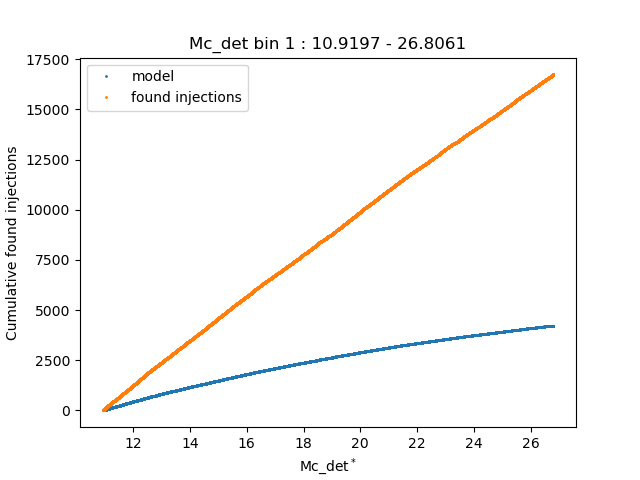 Mc_det bin 1 : 10.9197 - 26.8061
model
found injections
Cumulative found injections
17500
15000
12500
10000
7500
5000
2500
0
12 14 16 18 20 22 24 26
Mc_det*